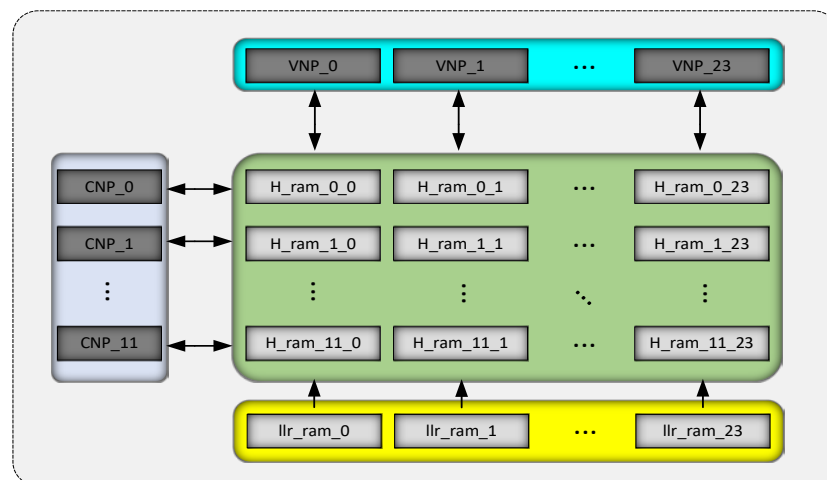 VNP_0 VNP_1 ... VNP_23
CNP_0 H_ram_0_0 H_ram_0_1 ... H_ram_0_23
CNP_1 H_ram_1_0 H_ram_1_1 ... H_ram_1_23
CNP_11 H_ram_11_0 H_ram_11_1 ... H_ram_11_23
llr_ram_0 llr_ram_1 ... llr_ram_23